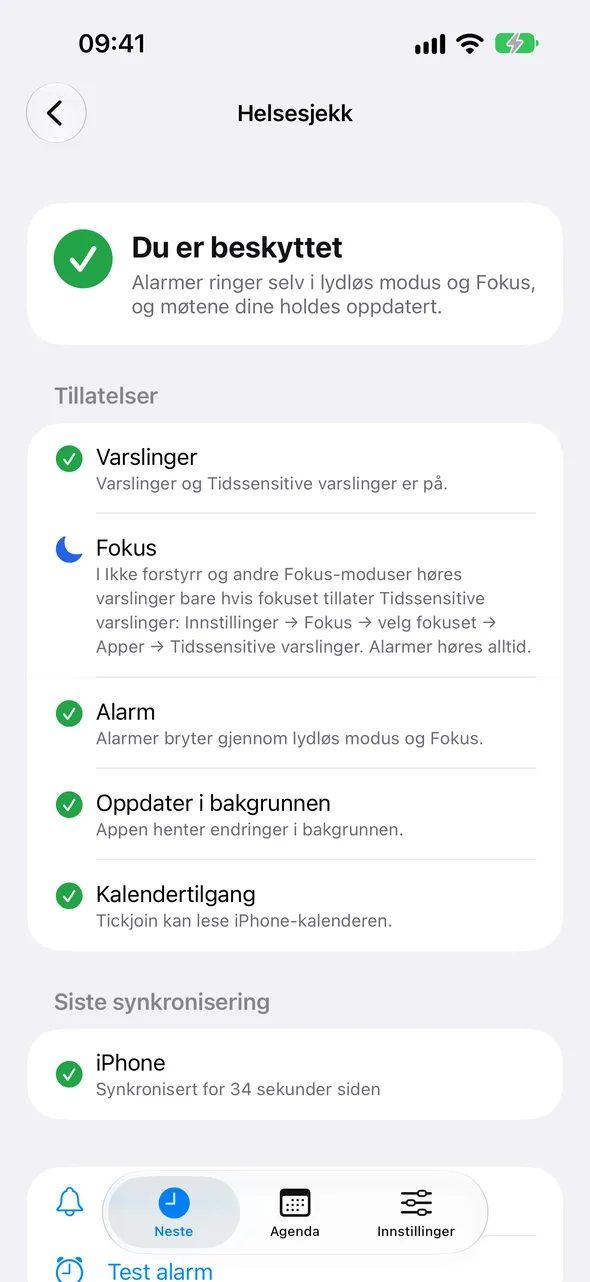 09:41
Helsesjekk
Du er beskyttet
Alarmer ringer selv i lydløs modus og Fokus,
og møtene dine holdes oppdatert.
Tillatelser
Varslinger
Varslinger og Tidssensitive varslinger er på.
Fokus
I Ikke forstyrr og andre Fokus-moduser høres
varslinger bare hvis fokuset tillater Tidssensitive
varslinger: Innstillinger → Fokus → velg fokuset →
Apper → Tidssensitive varslinger. Alarmer høres alltid.
Alarm
Alarmer bryter gjennom lydløs modus og Fokus.
Oppdater i bakgrunnen
Appen henter endringer i bakgrunnen.
Kalendertilgang
Tickjoin kan lese iPhone-kalenderen.
Siste synkronisering
iPhone
Synkronisert for 34 sekunder siden
Neste
Agenda
Innstillinger
Test alarm